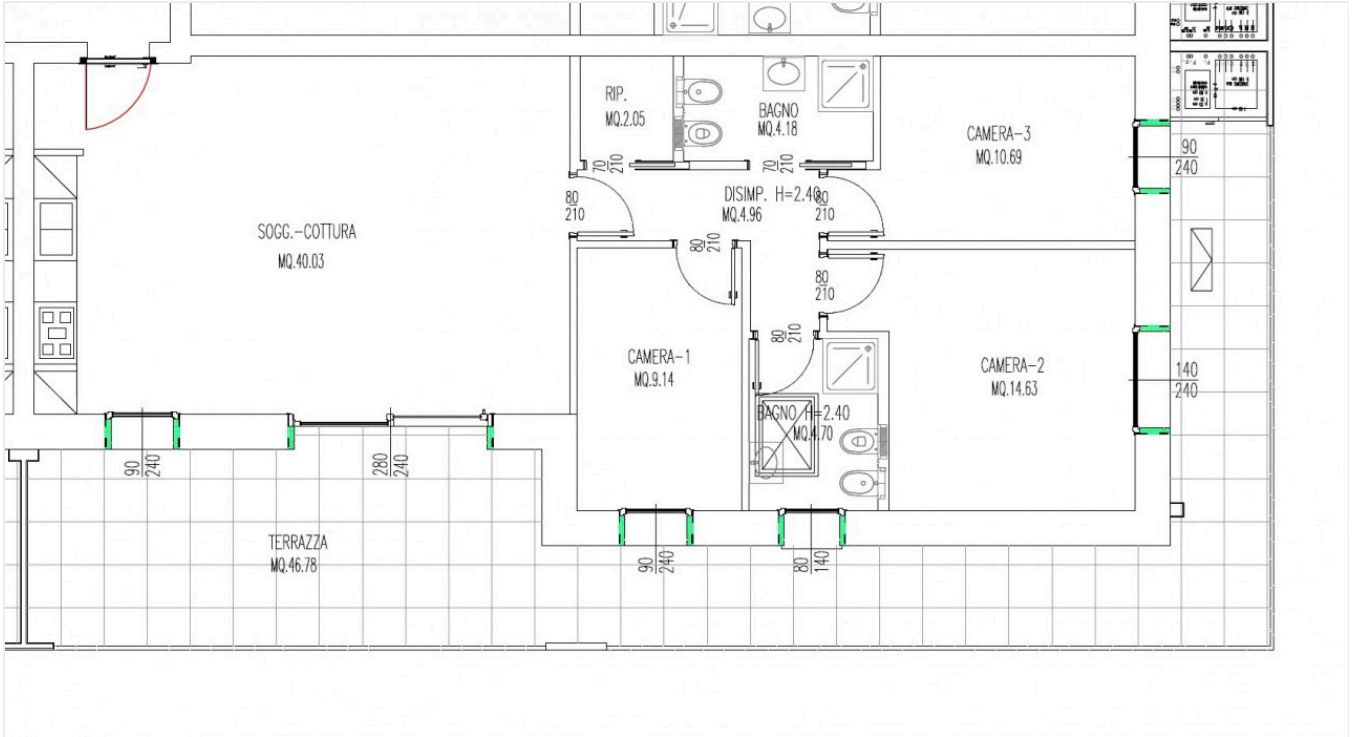 RIP.
MQ.2.05
BAGNO
MQ.4.18
CAMERA-3
MQ.10.69
90
240
70
210
70
210
DISIMP. H=2.40
MQ.4.96
80
210
80
210
80
210
SOGG.-COTTURA
MQ.40.03
80
210
80
210
CAMERA-1
MQ.9.14
CAMERA-2
MQ.14.63
140
240
BAGNO H=2.40
MQ.4.70
90
240
280
240
TERRAZZA
MQ.46.78
90
240
80
140